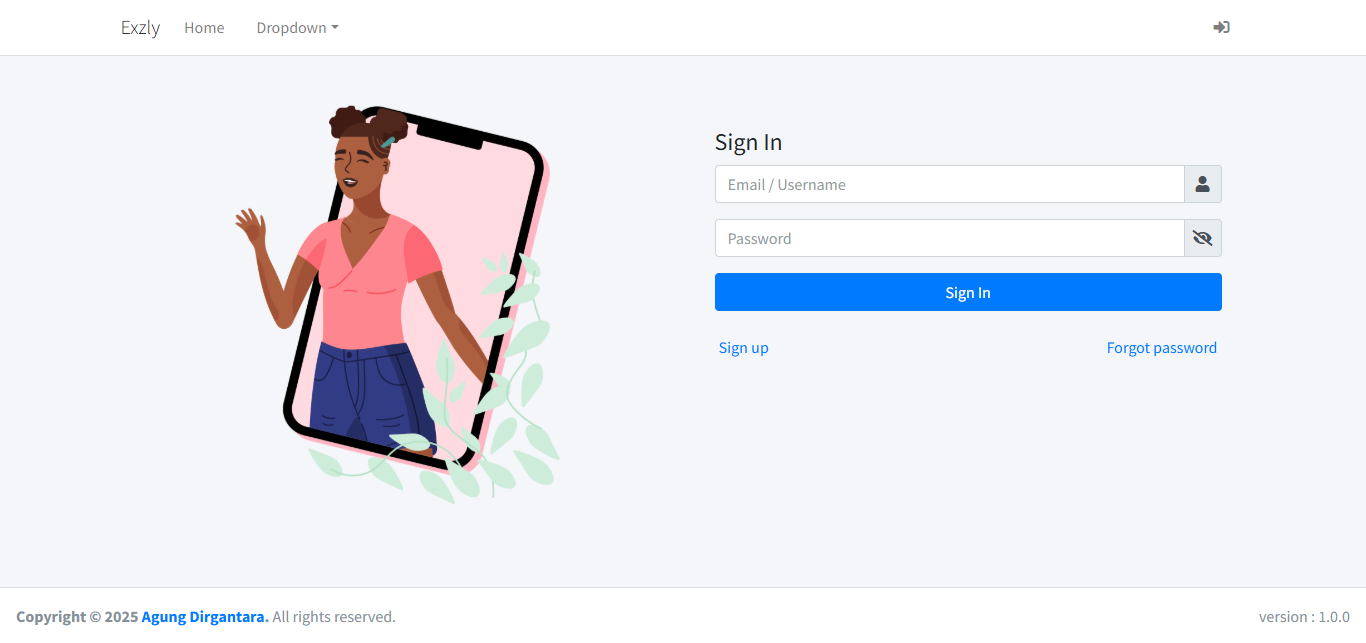 Exzly Home Dropdown
Sign In
Email / Username
Password
Sign In
Sign up Forgot password
Copyright © 2025 Agung Dirgantara. All rights reserved. version : 1.0.0